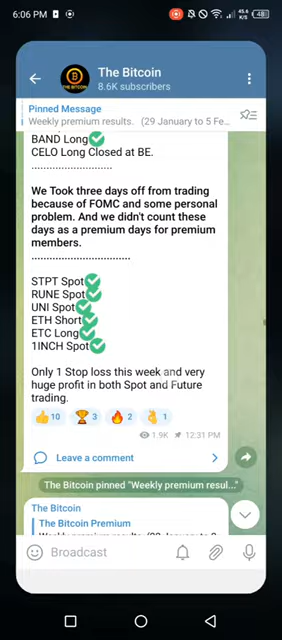 6:06 PM
45.6
K/S
48
THE BITCOIN
The Bitcoin
8.6K subscribers
Pinned Message
Weekly premium results. (29 January to 5 Fe...
BAND Long
CELO Long Closed at BE.
..............................
We Took three days off from trading
because of FOMC and some personal
problem. And we didn't count these
days as a premium days for premium
members.
....................................
STPT Spot
RUNE Spot
UNI Spot
ETH Short
ETC Long
1INCH Spot
Only 1 Stop loss this week and very
huge profit in both Spot and Future
trading.
10 3 2 1
1.9K 12:31 PM
Leave a comment
The Bitcoin pinned "Weekly premium resul..."
The Bitcoin
The Bitcoin Premium
Broadcast